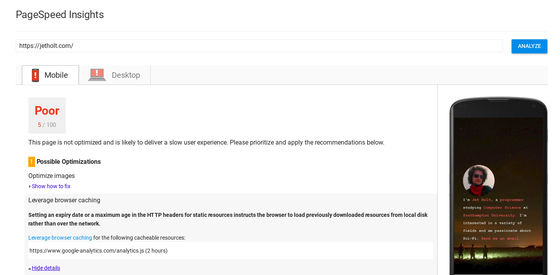 PageSpeed Insights
https://jetholt.com/
ANALYZE
Mobile
Desktop
Poor
5 / 100
This page is not optimized and is likely to deliver a slow user experience. Please prioritize and apply the recommendations below.
! Possible Optimizations
Optimize images
Show how to fix
Leverage browser caching
Setting an expiry date or a maximum age in the HTTP headers for static resources instructs the browser to load previously downloaded resources from local disk
rather than over the network.
Leverage browser caching for the following cacheable resources:
https://www.google-analytics.com/analytics.js (2 hours)
Hide details
I'm Jet Holt, a programmer
studying Computer Science at
Northampton University. I
am interested in a variety of
fields and am passionate about
Sci-Fi. Send me an email.